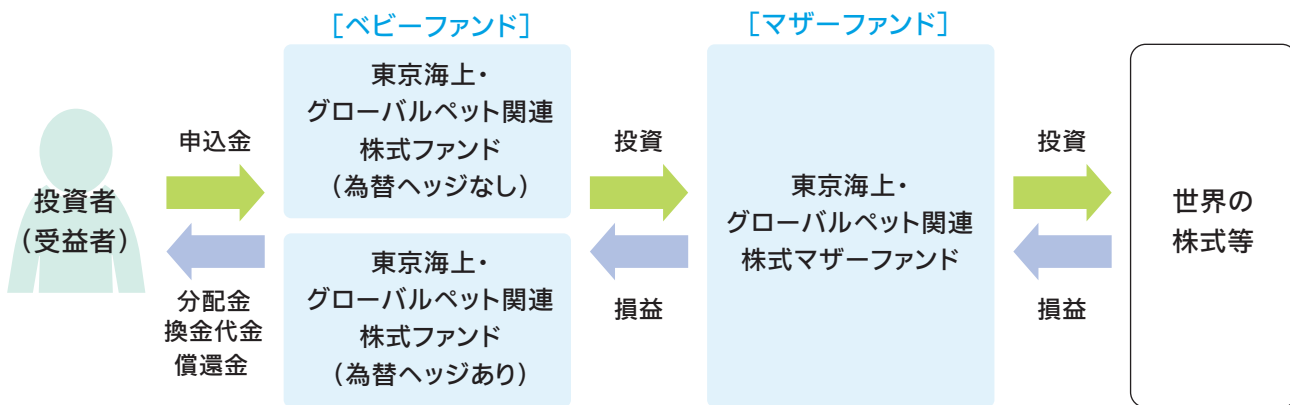 [ベビーファンド]
[マザーファンド]
投資者
（受益者）
申込金
分配金
換金代金
償還金
東京海上・
グローバルペット関連
株式ファンド
（為替ヘッジなし）
東京海上・
グローバルペット関連
株式ファンド
（為替ヘッジあり）
投資
損益
東京海上・
グローバルペット関連
株式マザーファンド
投資
損益
世界の
株式等